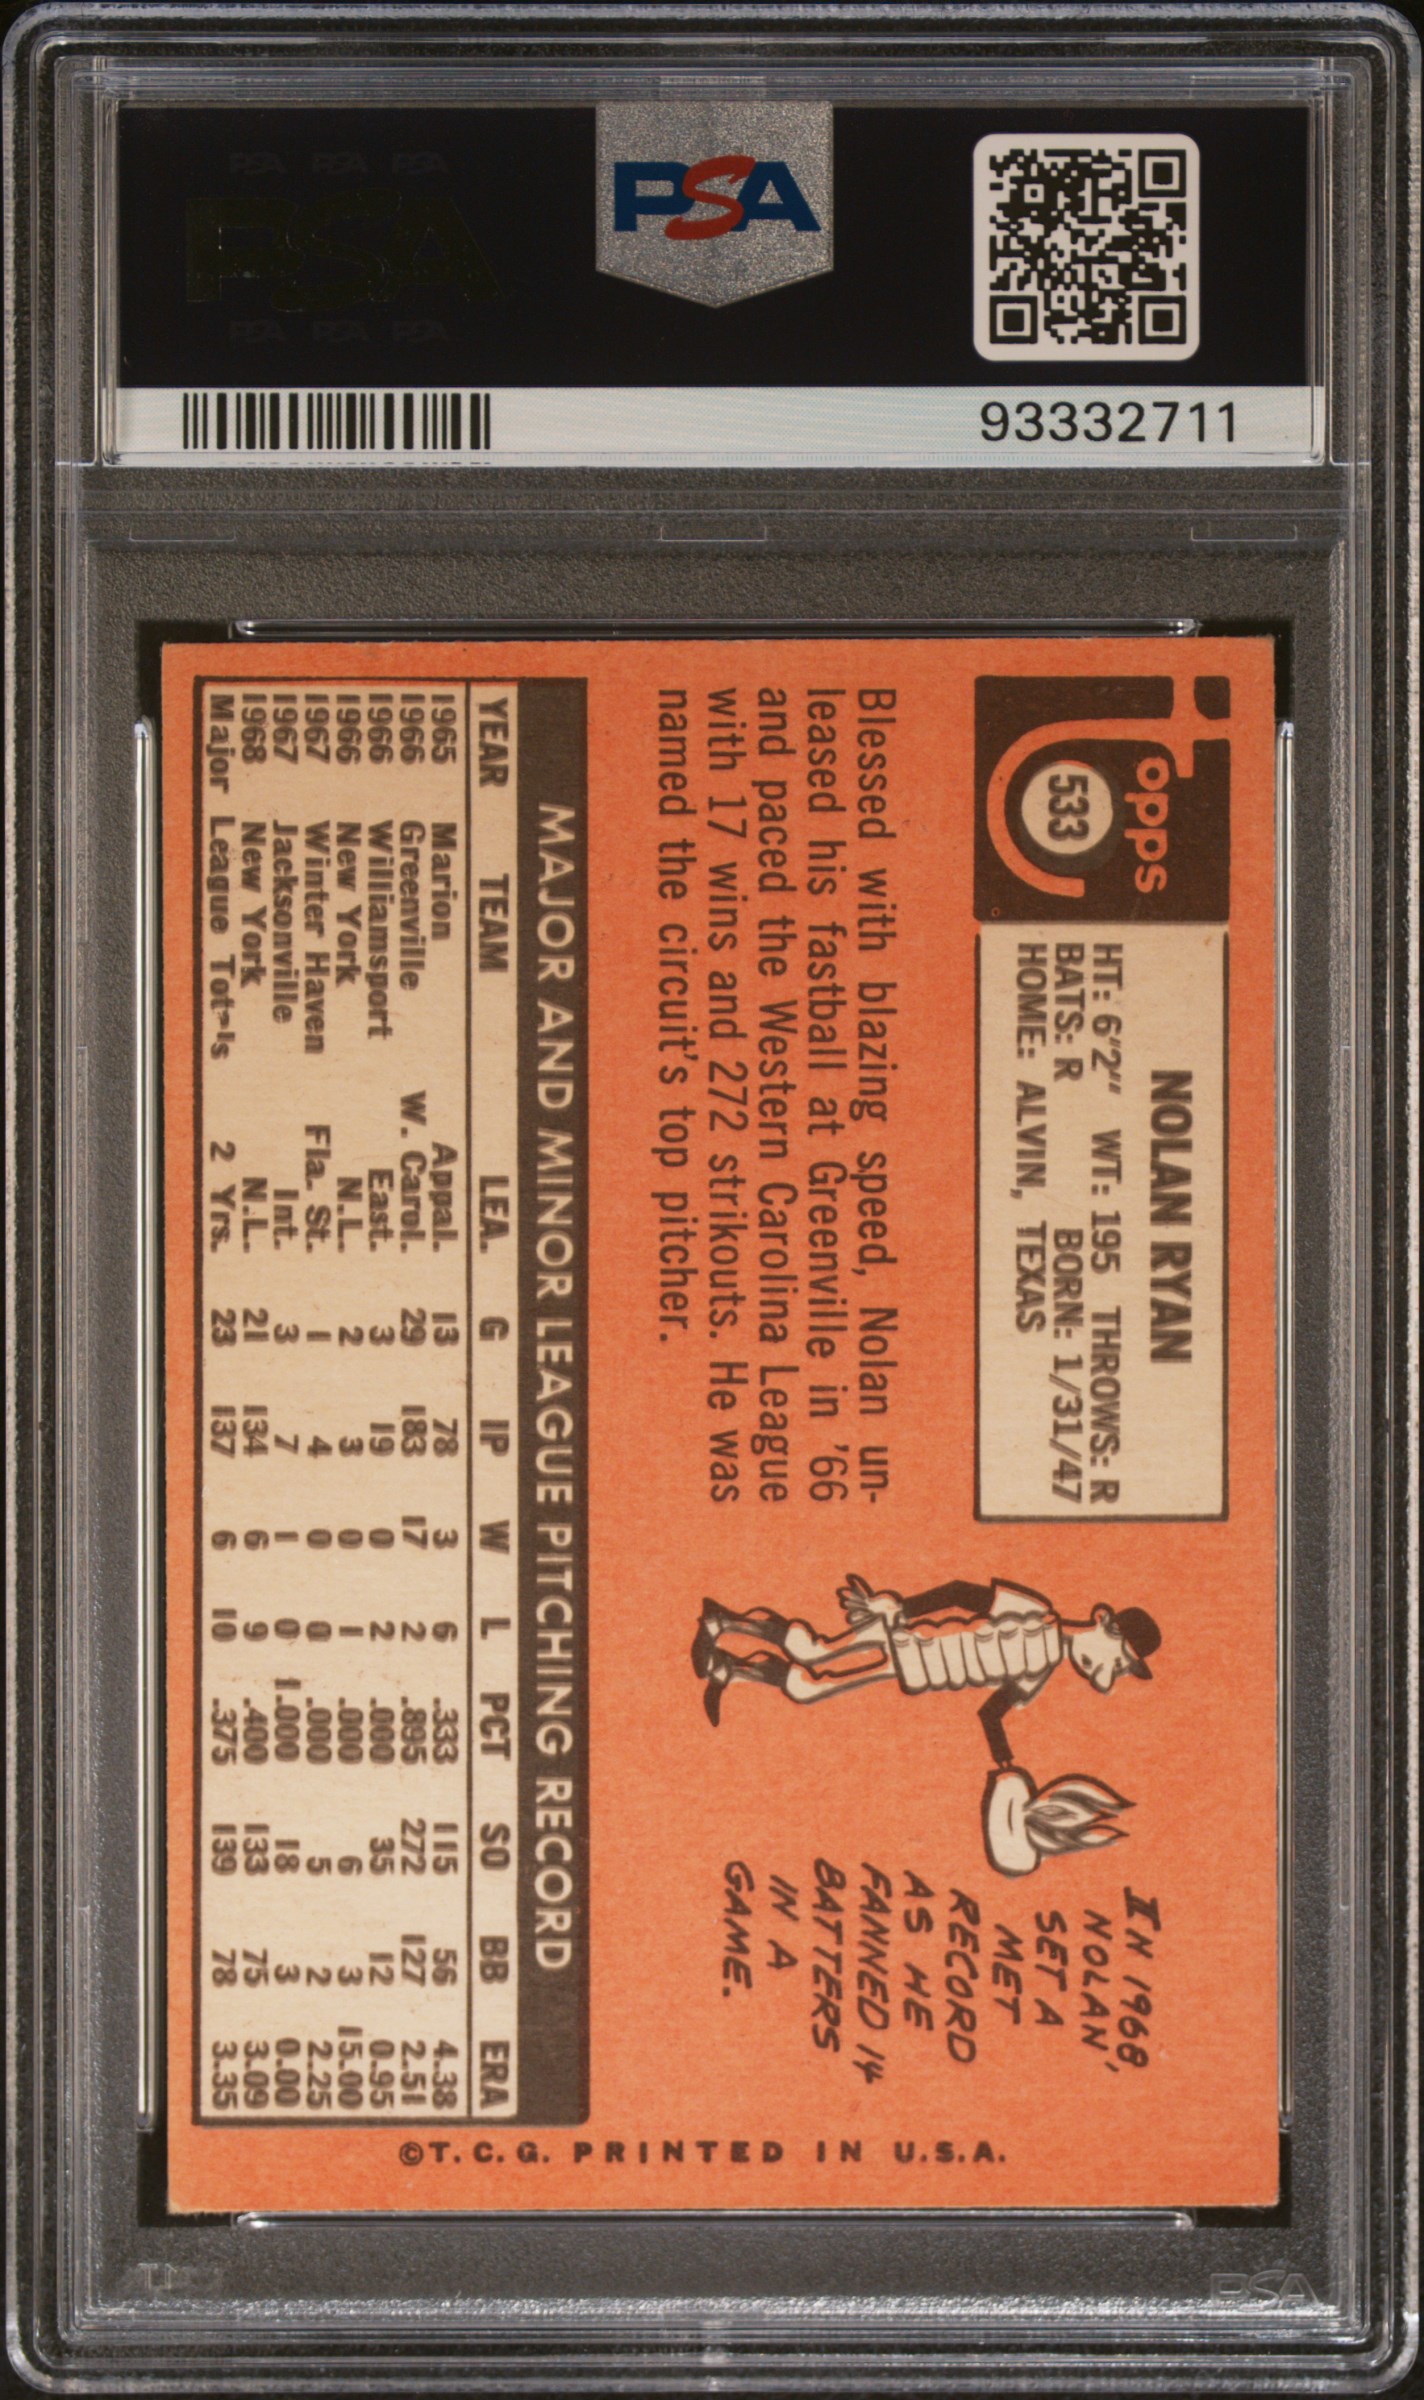 PSA PSA PSA
PSA
PSA PSA PSA
PSA
93332711
Topps
533
NOLAN RYAN
HT: 6'2" WT: 195 THROWS: R
BATS: R BORN: 1/31/47
HOME: ALVIN, TEXAS
Blessed with blazing speed, Nolan un-
leased his fastball at Greenville in '66
and paced the Western Carolina League
with 17 wins and 272 strikouts. He was
named the circuit's top pitcher.
IN 1968
NOLAN,
SET A
MET
RECORD
AS HE
FANNED 14
BATTERS
IN A
GAME.
MAJOR AND MINOR LEAGUE PITCHING RECORD
YEAR TEAM LEA. G IP W L PCT SO BB ERA
1965 Marion Appal. 13 78 3 6 .333 115 56 4.38
1966 Greenville W. Carol. 29 183 17 2 .895 272 127 2.51
1966 Williamsport East. 3 19 0 2 .000 35 12 0.95
1966 New York N.L. 2 3 0 1 .000 6 3 15.00
1967 Winter Haven Fla. St. 1 4 0 0 .000 5 2 2.25
1967 Jacksonville Int. 3 7 1 0 1.000 18 3 0.00
1968 New York N.L. 21 134 6 9 .400 133 75 3.09
Major League Totals 2 Yrs. 23 137 6 10 .375 139 78 3.35
©T.C.G. PRINTED IN U.S.A.
PSA